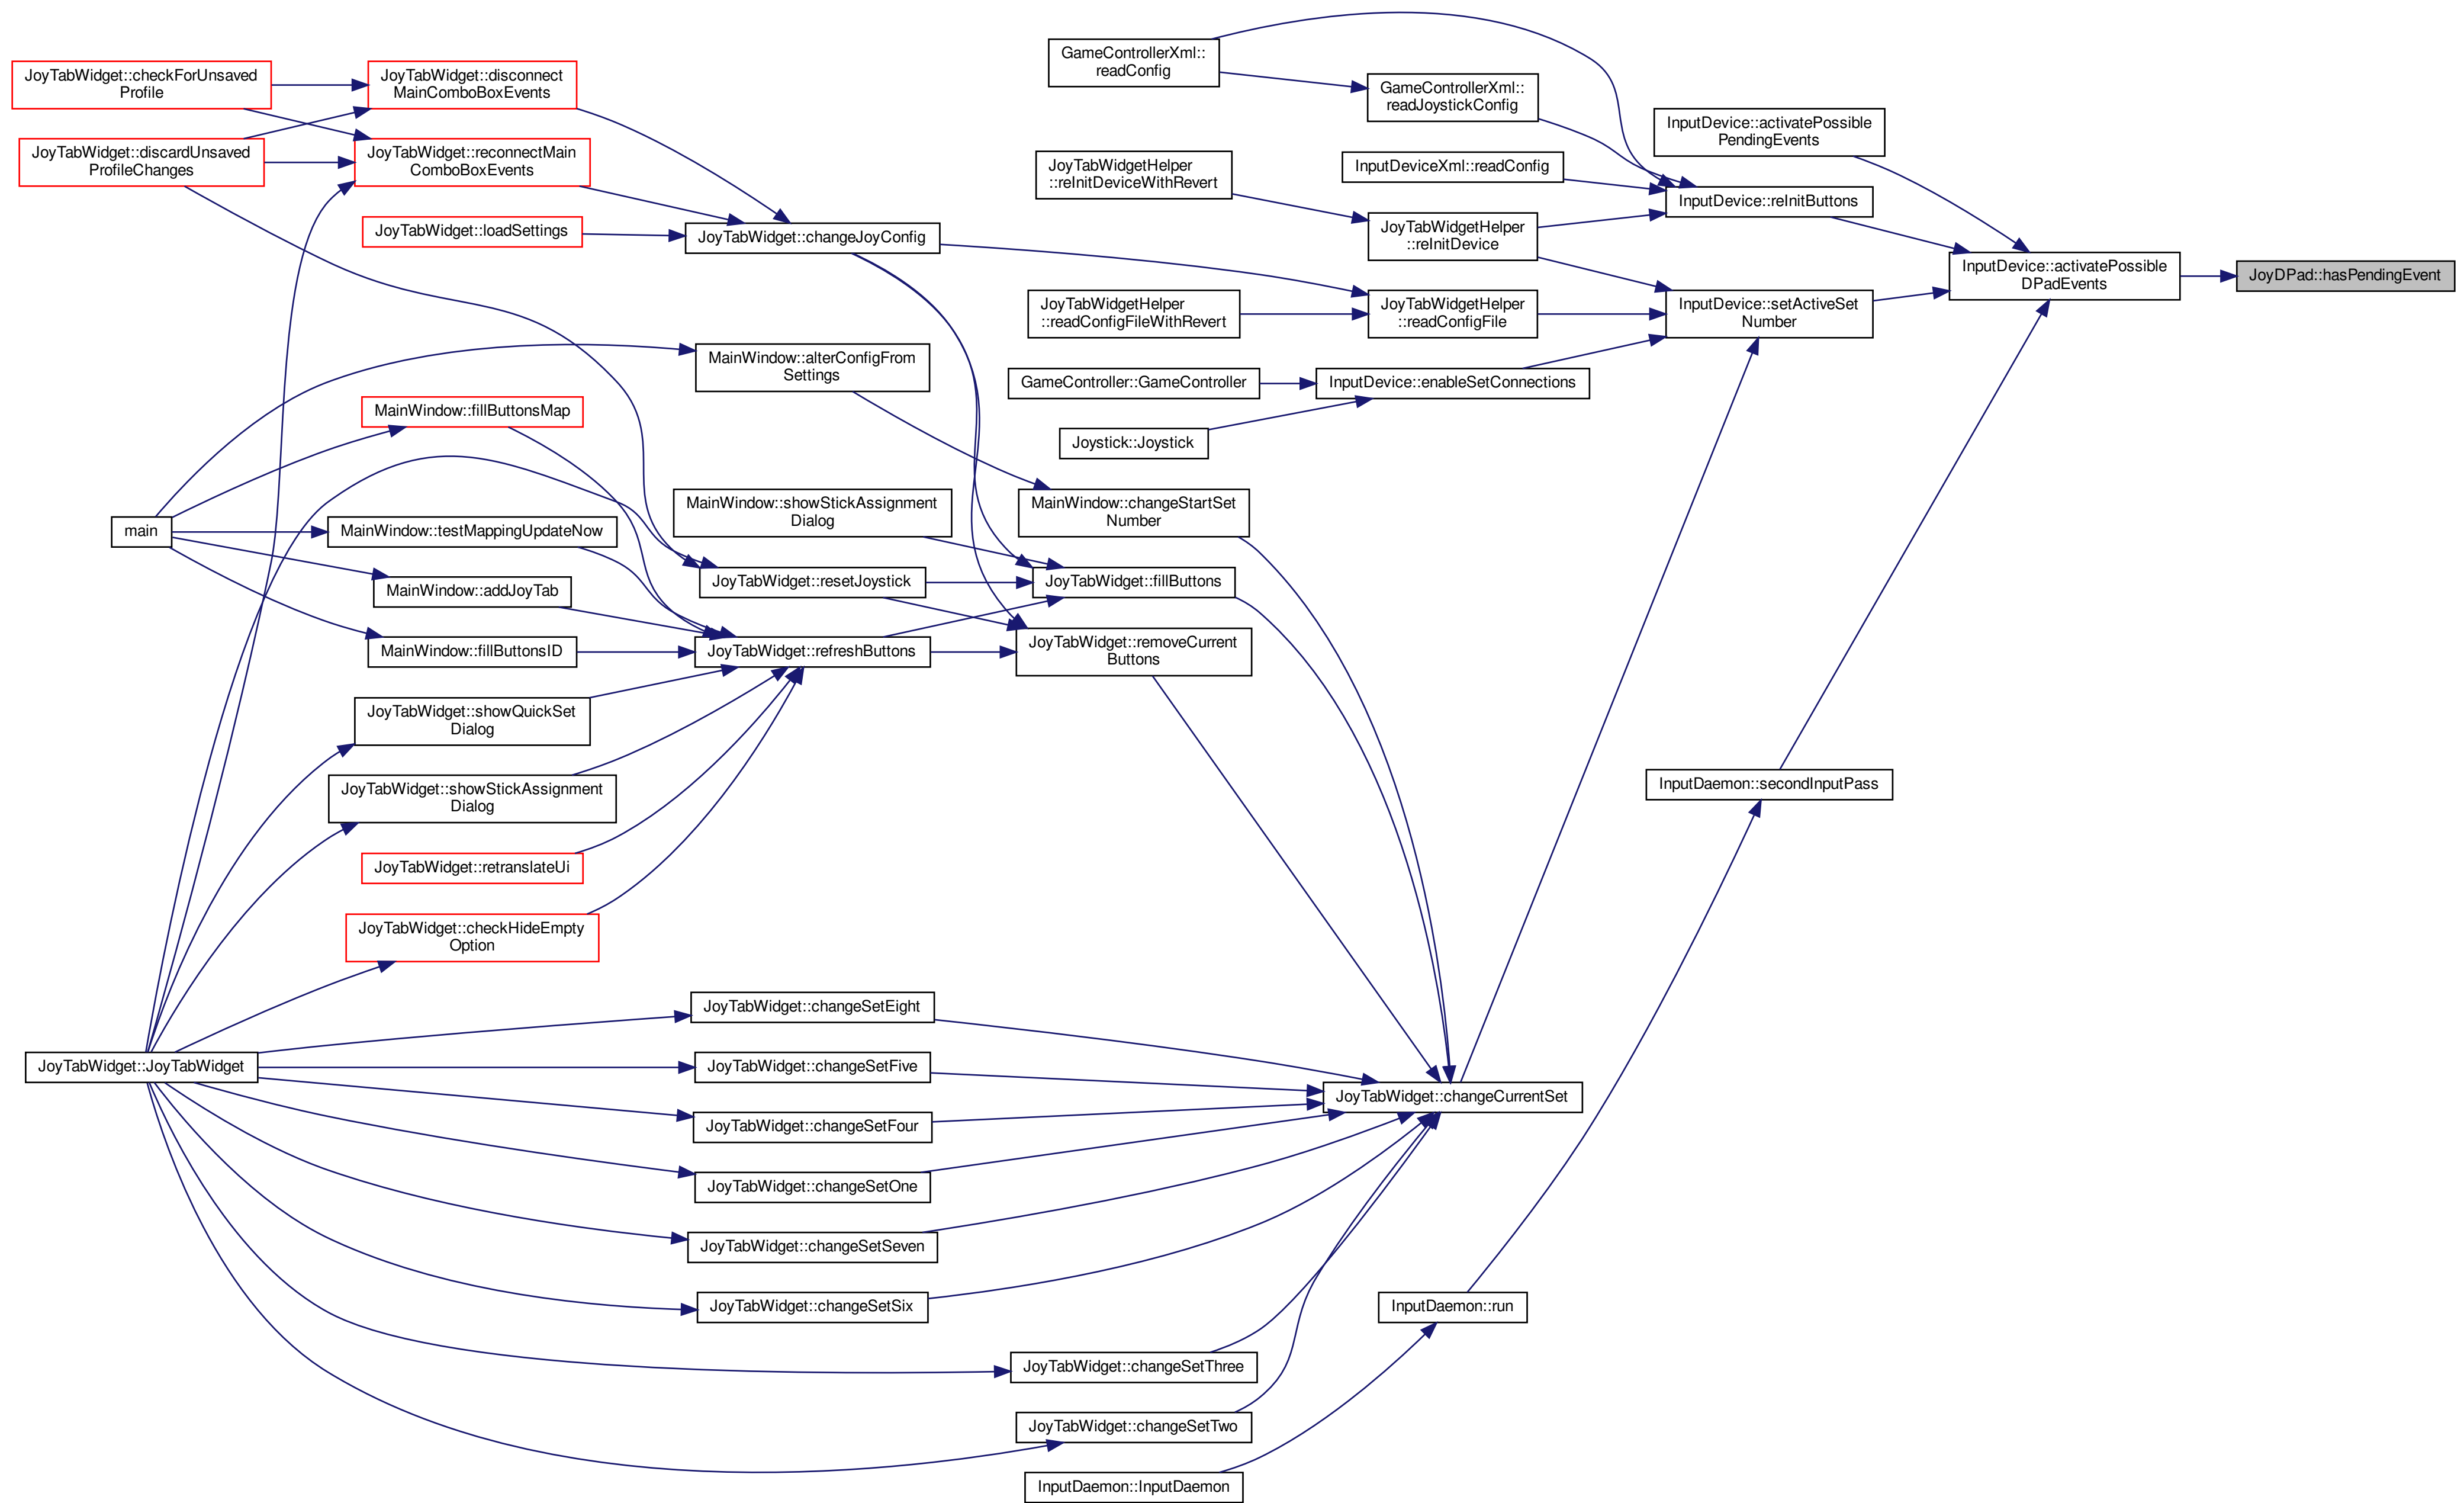 GameControllerXml::
readConfig
JoyTabWidget::checkForUnsaved
Profile
JoyTabWidget::disconnect
MainComboBoxEvents
GameControllerXml::
readJoystickConfig
InputDevice::activatePossible
PendingEvents
JoyTabWidget::discardUnsaved
ProfileChanges
JoyTabWidget::reconnectMain
ComboBoxEvents
JoyTabWidgetHelper
::reInitDeviceWithRevert
InputDeviceXml::readConfig
InputDevice::reInitButtons
JoyTabWidget::loadSettings
JoyTabWidget::changeJoyConfig
JoyTabWidgetHelper
::reInitDevice
InputDevice::activatePossible
DPadEvents
JoyDPad::hasPendingEvent
JoyTabWidgetHelper
::readConfigFileWithRevert
JoyTabWidgetHelper
::readConfigFile
InputDevice::setActiveSet
Number
MainWindow::alterConfigFrom
Settings
GameController::GameController
InputDevice::enableSetConnections
MainWindow::fillButtonsMap
Joystick::Joystick
MainWindow::showStickAssignment
Dialog
MainWindow::changeStartSet
Number
main
MainWindow::testMappingUpdateNow
MainWindow::addJoyTab
JoyTabWidget::resetJoystick
JoyTabWidget::fillButtons
MainWindow::fillButtonsID
JoyTabWidget::refreshButtons
JoyTabWidget::removeCurrent
Buttons
JoyTabWidget::showQuickSet
Dialog
JoyTabWidget::showStickAssignment
Dialog
InputDaemon::secondInputPass
JoyTabWidget::retranslateUi
JoyTabWidget::checkHideEmpty
Option
JoyTabWidget::changeSetEight
JoyTabWidget::JoyTabWidget
JoyTabWidget::changeSetFive
JoyTabWidget::changeCurrentSet
JoyTabWidget::changeSetFour
JoyTabWidget::changeSetOne
JoyTabWidget::changeSetSeven
JoyTabWidget::changeSetSix
InputDaemon::run
JoyTabWidget::changeSetThree
JoyTabWidget::changeSetTwo
InputDaemon::InputDaemon